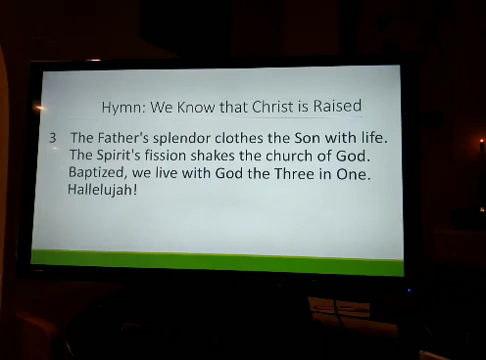 Hymn: We Know that Christ is Raised
3 The Father's splendor clothes the Son with life.
The Spirit's fission shakes the church of God.
Baptized, we live with God the Three in One.
Hallelujah!